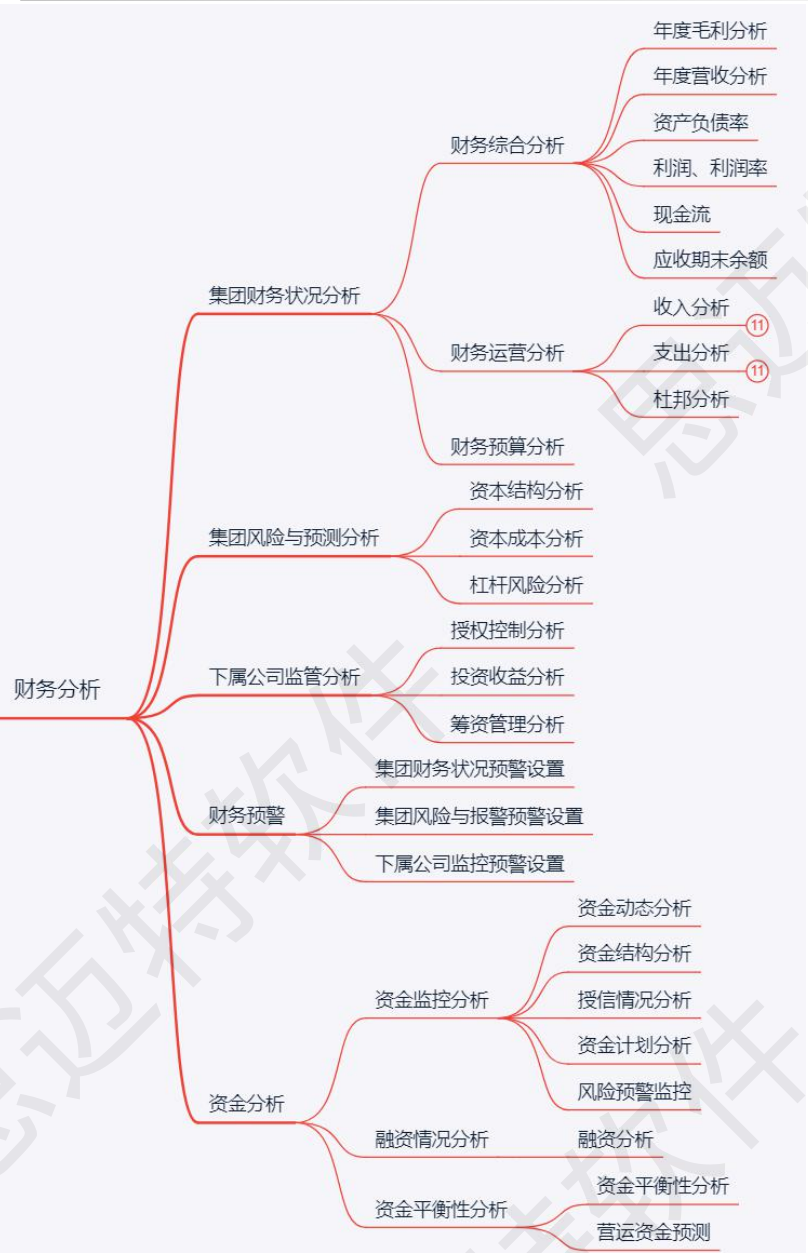 财务分析
集团财务状况分析
财务综合分析
年度毛利分析
年度营收分析
资产负债率
利润、利润率
现金流
应收期末余额
财务运营分析
收入分析 11
支出分析 11
杜邦分析
财务预算分析
集团风险与预测分析
资本结构分析
资本成本分析
杠杆风险分析
下属公司监管分析
授权控制分析
投资收益分析
筹资管理分析
财务预警
集团财务状况预警设置
集团风险与报警预警设置
下属公司监控预警设置
资金分析
资金监控分析
资金动态分析
资金结构分析
授信情况分析
资金计划分析
风险预警监控
融资情况分析
融资分析
资金平衡性分析
资金平衡性分析
营运资金预测
思迈特软件
思迈
特软件